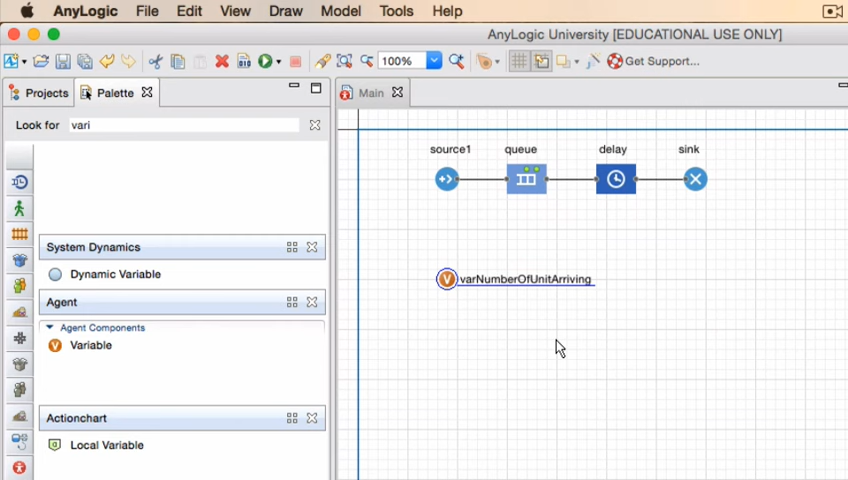 AnyLogic File Edit View Draw Model Tools Help
AnyLogic University [EDUCATIONAL USE ONLY]
100% Get Support...
Projects Palette Main
Look for vari
source1 queue delay sink
System Dynamics
Dynamic Variable
Agent
Agent Components
V Variable
Actionchart
Local Variable
V varNumberOfUnitArriving